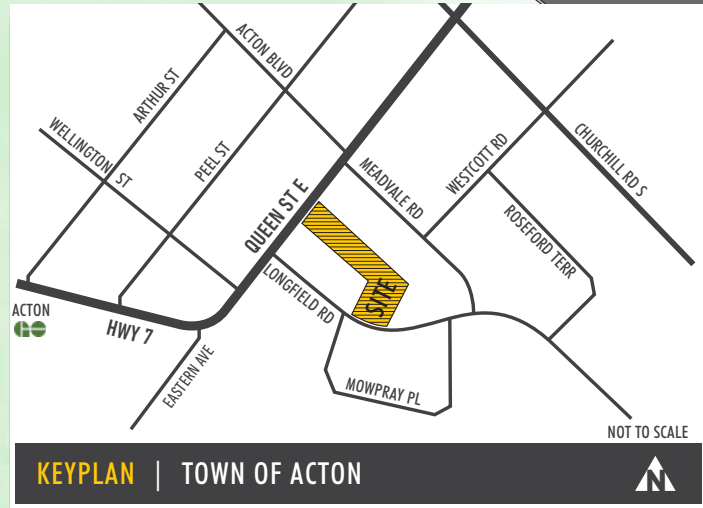 ARTHUR ST
ACTON BLVD
WELLINGTON ST
PEEL ST
QUEEN ST E
MEADVALE RD
WESTCOTT RD
CHURCHILL RD S
ROSEFORD TERR
LONGFIELD RD
SITE
ACTON
GO
HWY 7
EASTERN AVE
MOWPRAY PL
NOT TO SCALE
KEYPLAN | TOWN OF ACTON
N